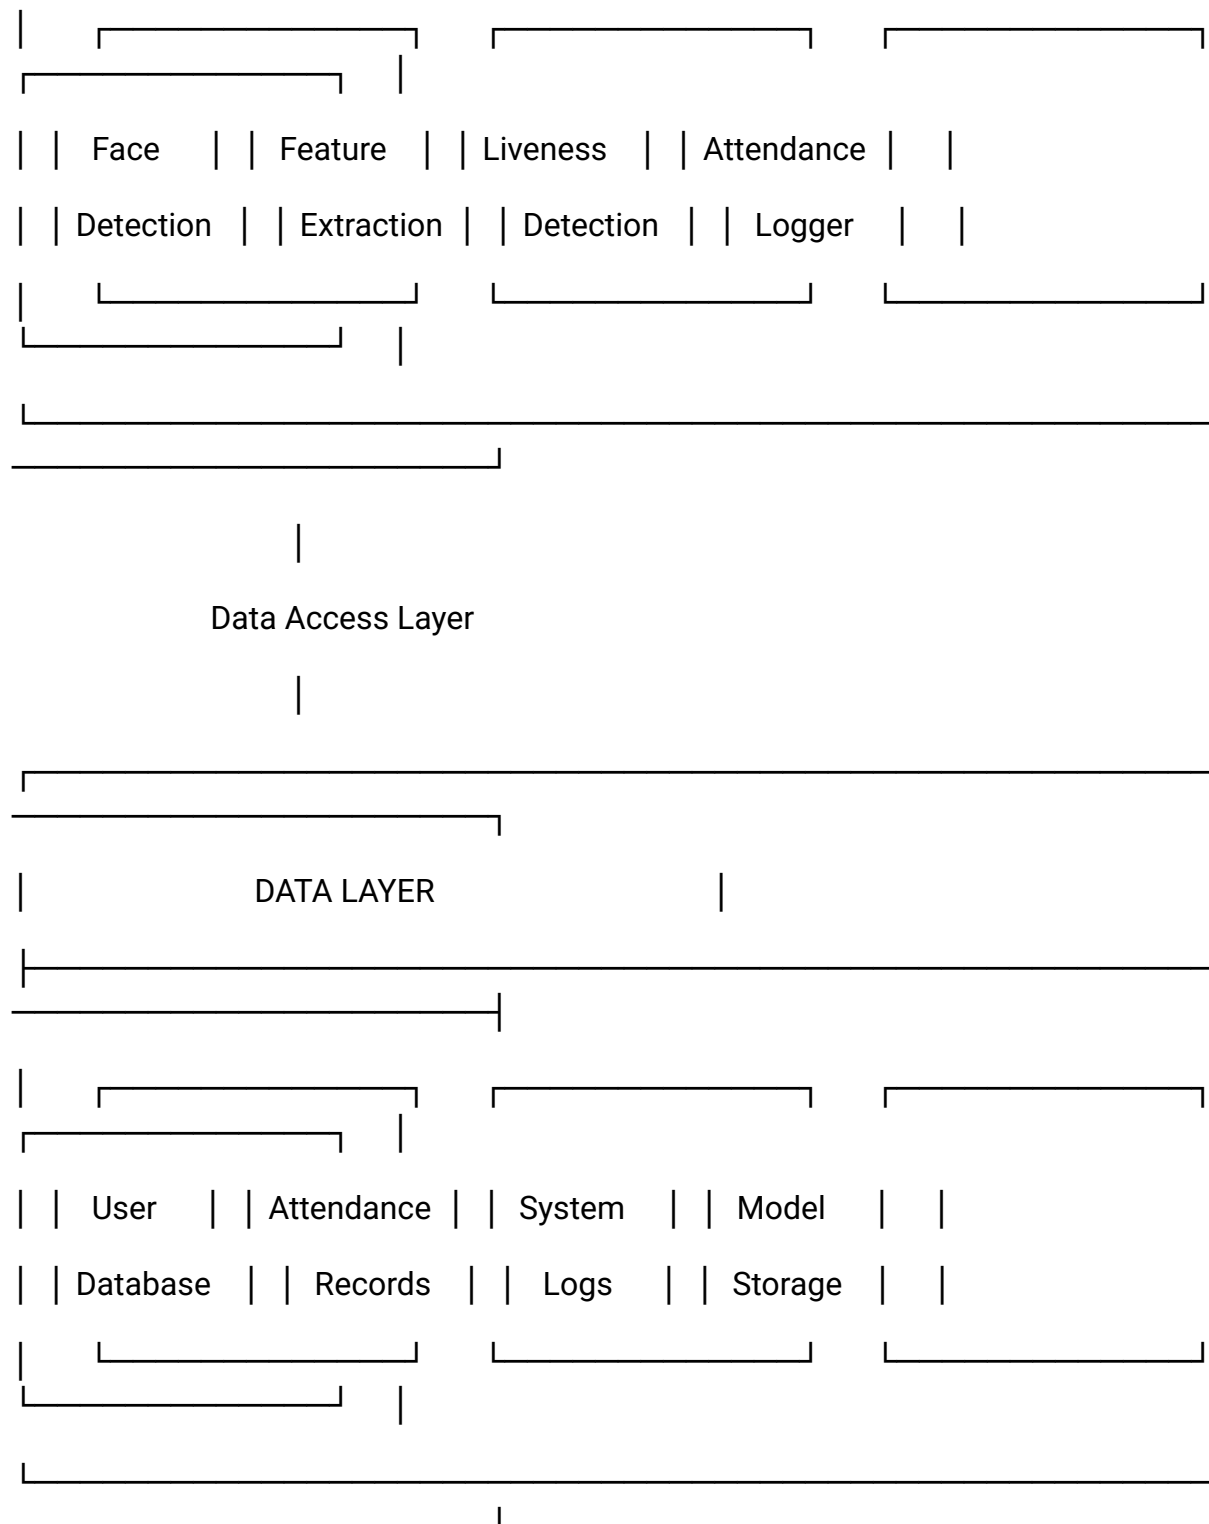 │ ┌──────────────┐ ┌──────────────┐ ┌──────────────┐
┌──────────────┐ │
│ │ Face │ │ Feature │ │ Liveness │ │ Attendance │ │
│ │ Detection │ │ Extraction │ │ Detection │ │ Logger │ │
│ └──────────────┘ └──────────────┘ └──────────────┘
└──────────────┘ │
└────────────────────────────────────────────────────
─────────────────────┘
│
Data Access Layer
│
┌────────────────────────────────────────────────────
─────────────────────┐
│ DATA LAYER │
├────────────────────────────────────────────────────
─────────────────────┤
│ ┌──────────────┐ ┌──────────────┐ ┌──────────────┐
┌──────────────┐ │
│ │ User │ │ Attendance │ │ System │ │ Model │ │
│ │ Database │ │ Records │ │ Logs │ │ Storage │ │
│ └──────────────┘ └──────────────┘ └──────────────┘
└──────────────┘ │
└────────────────────────────────────────────────────